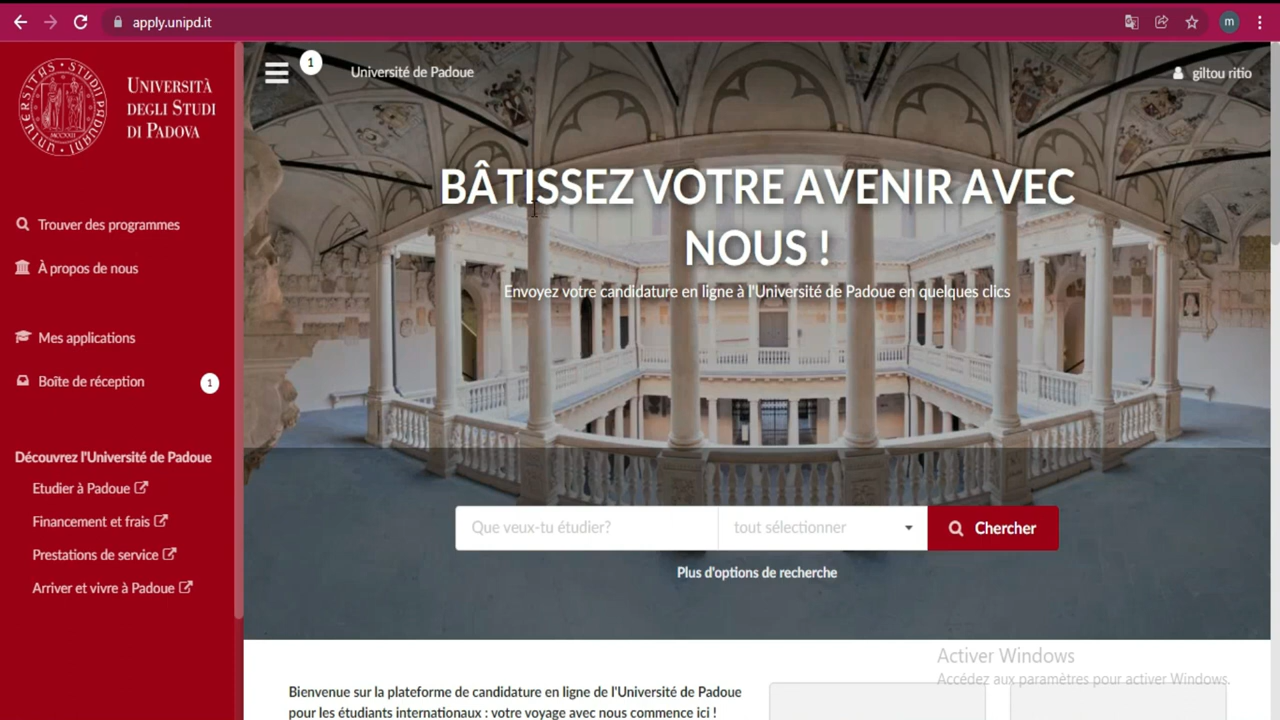 apply.unipd.it
m
UNIVERSITÀ
DEGLI STUDI
DI PADOVA
Trouver des programmes
À propos de nous
Mes applications
Boîte de réception
1
Découvrez l'Université de Padoue
Etudier à Padoue
Financement et frais
Prestations de service
Arriver et vivre à Padoue
1
Université de Padoue
giltou ritio
BÂTISSEZ VOTRE AVENIR AVEC
NOUS !
Envoyez votre candidature en ligne à l'Université de Padoue en quelques clics
Que veux-tu étudier?
tout sélectionner
Chercher
Plus d'options de recherche
Bienvenue sur la plateforme de candidature en ligne de l'Université de Padoue
pour les étudiants internationaux : votre voyage avec nous commence ici !
Activer Windows
Accédez aux paramètres pour activer Windows.